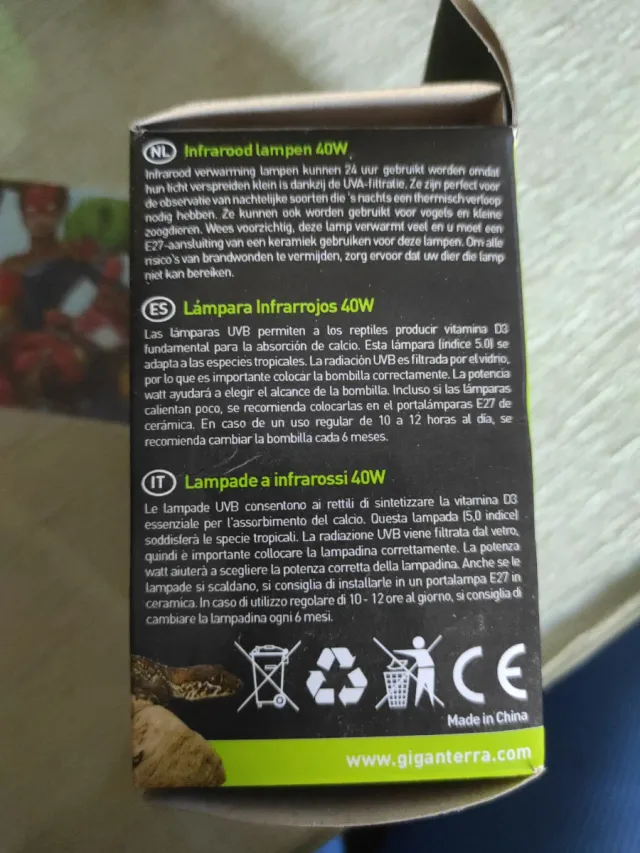 NL Infrarood lampen 40W
Infrarood verwarming lampen kunnen 24 uur gebruikt worden omdat
hun licht verspreiden klein is dankzij de UVA-filtratie. Ze zijn perfect voor
de observatie van nachtelijke soorten die 's nachts een thermisch verloop
nodig hebben. Ze kunnen ook worden gebruikt voor vogels en kleine
zoogdieren. Wees voorzichtig, deze lamp verwarmt veel en u moet een
E27-aansluiting van een keramiek gebruiken voor deze lampen. Om alle
risico's van brandwonden te vermijden, zorg ervoor dat uw dier die lamp
niet kan bereiken.
ES Lámpara Infrarrojos 40W
Las lámparas UVB permiten a los reptiles producir vitamina D3
fundamental para la absorción de calcio. Esta lámpara (índice 5.0) se
adapta a las especies tropicales. La radiación UVB es filtrada por el vidrio,
por lo que es importante colocar la bombilla correctamente. La potencia
watt ayudará a elegir el alcance de la bombilla. Incluso si las lámparas
calientan poco, se recomienda colocarlas en el portalámparas E27 de
cerámica. En caso de un uso regular de 10 a 12 horas al día, se
recomienda cambiar la bombilla cada 6 meses.
IT Lampade a infrarossi 40W
Le lampade UVB consentono ai rettili di sintetizzare la vitamina D3
essenziale per l'assorbimento del calcio. Questa lampada (5,0 indice)
soddisferà le specie tropicali. La radiazione UVB viene filtrata dal vetro,
quindi è importante collocare la lampadina correttamente. La potenza
watt aiuterà a scegliere la potenza corretta della lampadina. Anche se le
lampade si scaldano, si consiglia di installarle in un portalampa E27 in
ceramica. In caso di utilizzo regolare di 10 - 12 ore al giorno, si consiglia di
cambiare la lampadina ogni 6 mesi.
CE
Made in China
www.giganterra.com